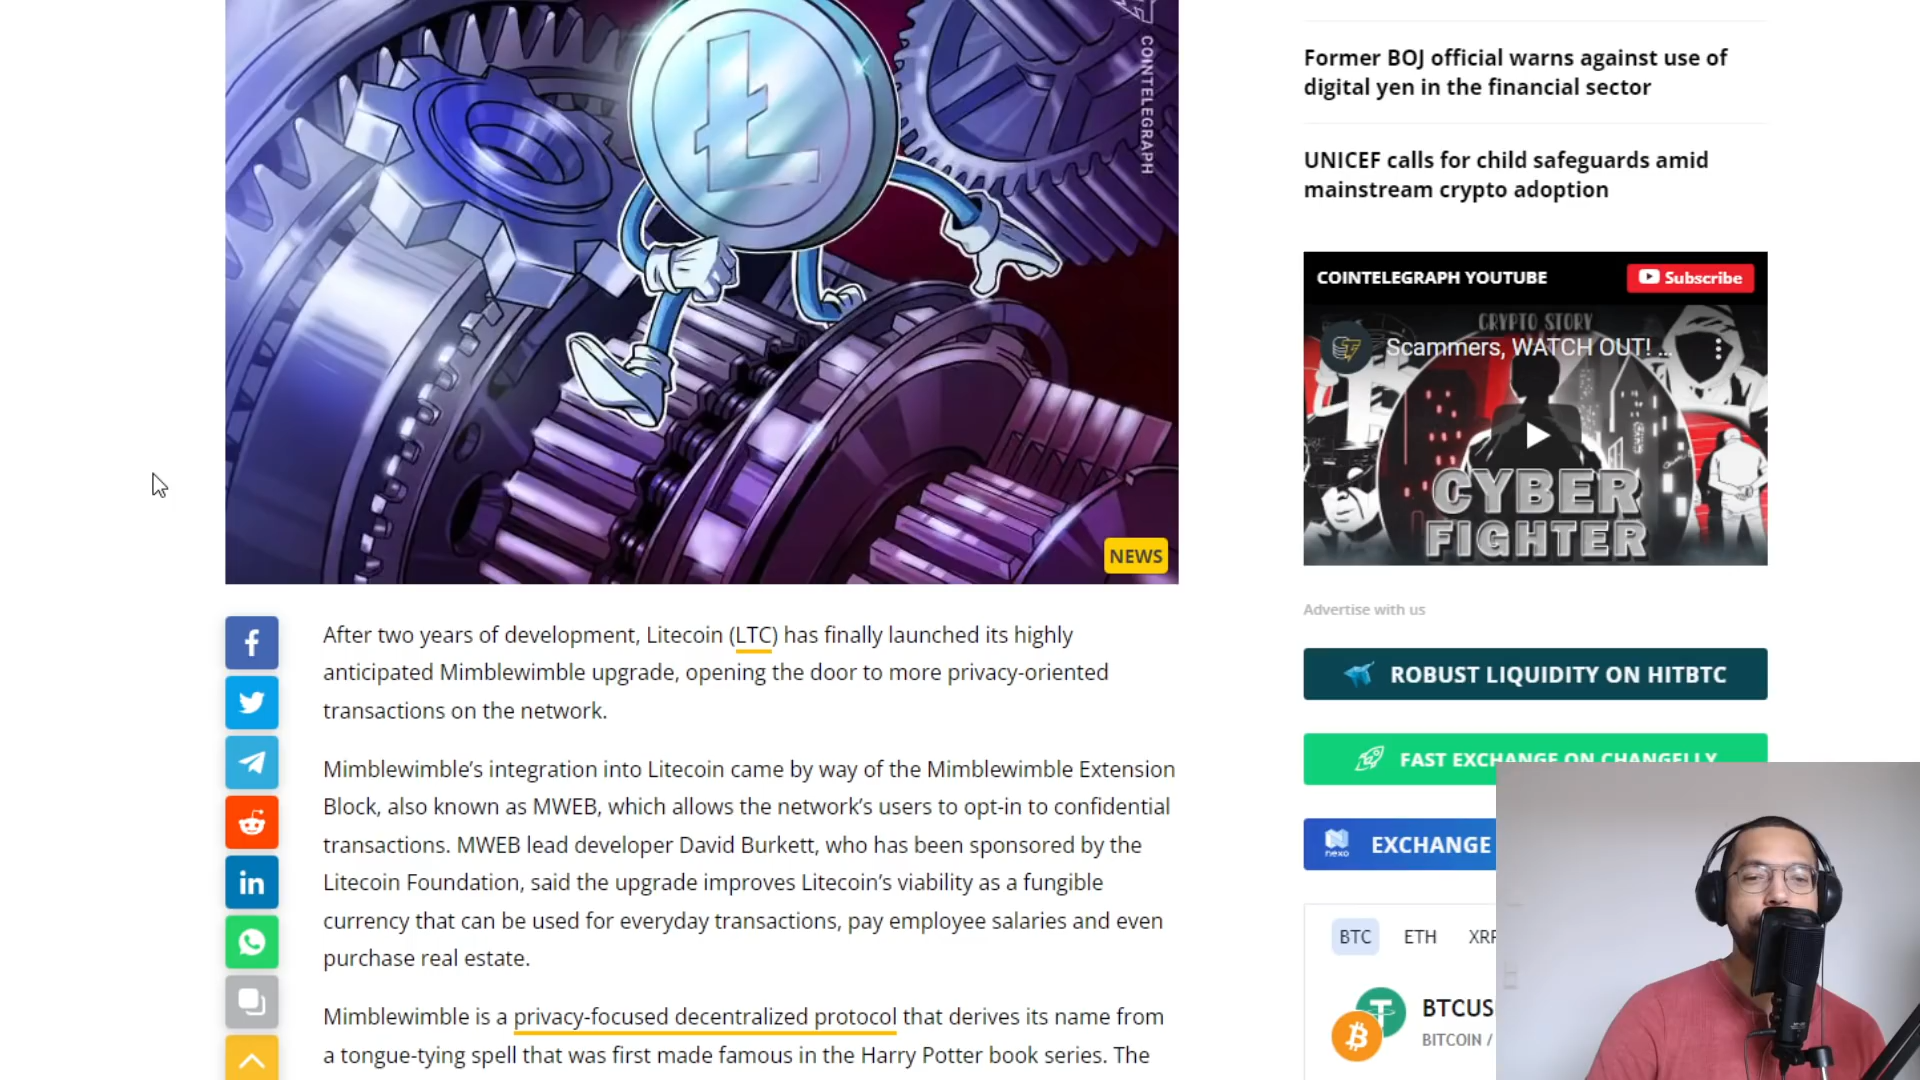 COINTELEGRAPH
NEWS
After two years of development, Litecoin (LTC) has finally launched its highly
anticipated Mimblewimble upgrade, opening the door to more privacy-oriented
transactions on the network.
Mimblewimble’s integration into Litecoin came by way of the Mimblewimble Extension
Block, also known as MWEB, which allows the network’s users to opt-in to confidential
transactions. MWEB lead developer David Burkett, who has been sponsored by the
Litecoin Foundation, said the upgrade improves Litecoin’s viability as a fungible
currency that can be used for everyday transactions, pay employee salaries and even
purchase real estate.
Mimblewimble is a privacy-focused decentralized protocol that derives its name from
a tongue-tying spell that was first made famous in the Harry Potter book series. The
Former BOJ official warns against use of
digital yen in the financial sector
UNICEF calls for child safeguards amid
mainstream crypto adoption
COINTELEGRAPH YOUTUBE
Subscribe
CRYPTO STORY
Scammers, WATCH OUT! ...
CYBER
FIGHTER
Advertise with us
ROBUST LIQUIDITY ON HITBTC
FAST EXCHANGE ON CHANGELLY
nexo
EXCHANGE
BTC ETH XRP
BTCUS
BITCOIN /